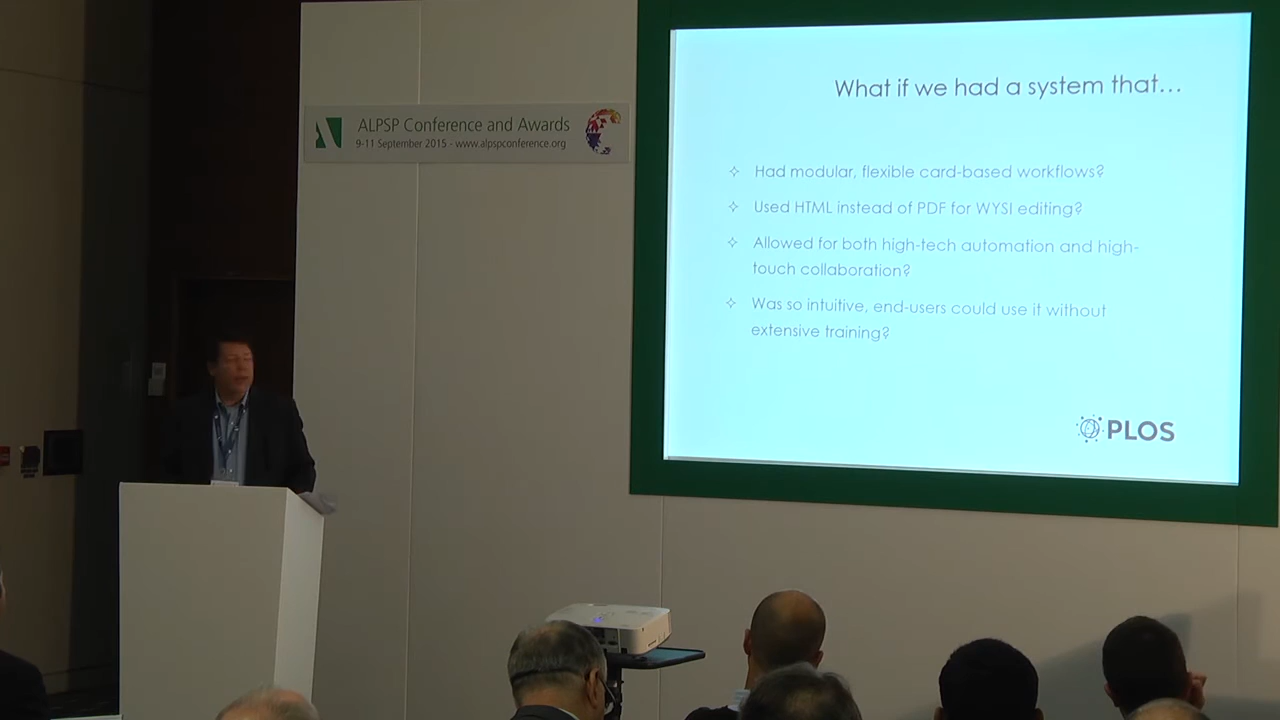 ALPSP Conference and Awards
9-11 September 2015 - www.alpspconference.org
What if we had a system that...
Had modular, flexible card-based workflows?
Used HTML instead of PDF for WYSI editing?
Allowed for both high-tech automation and high-
touch collaboration?
Was so intuitive, end-users could use it without
extensive training?
PLOS